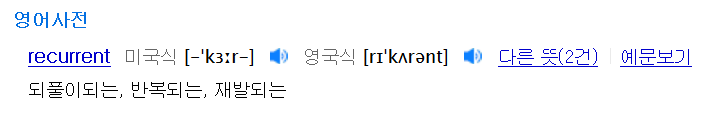 영어사전
recurrent 미국식 [-ˈkɜːr-] 영국식 [rɪˈkʌrənt] 다른 뜻(2건) 예문보기
되풀이되는, 반복되는, 재발되는